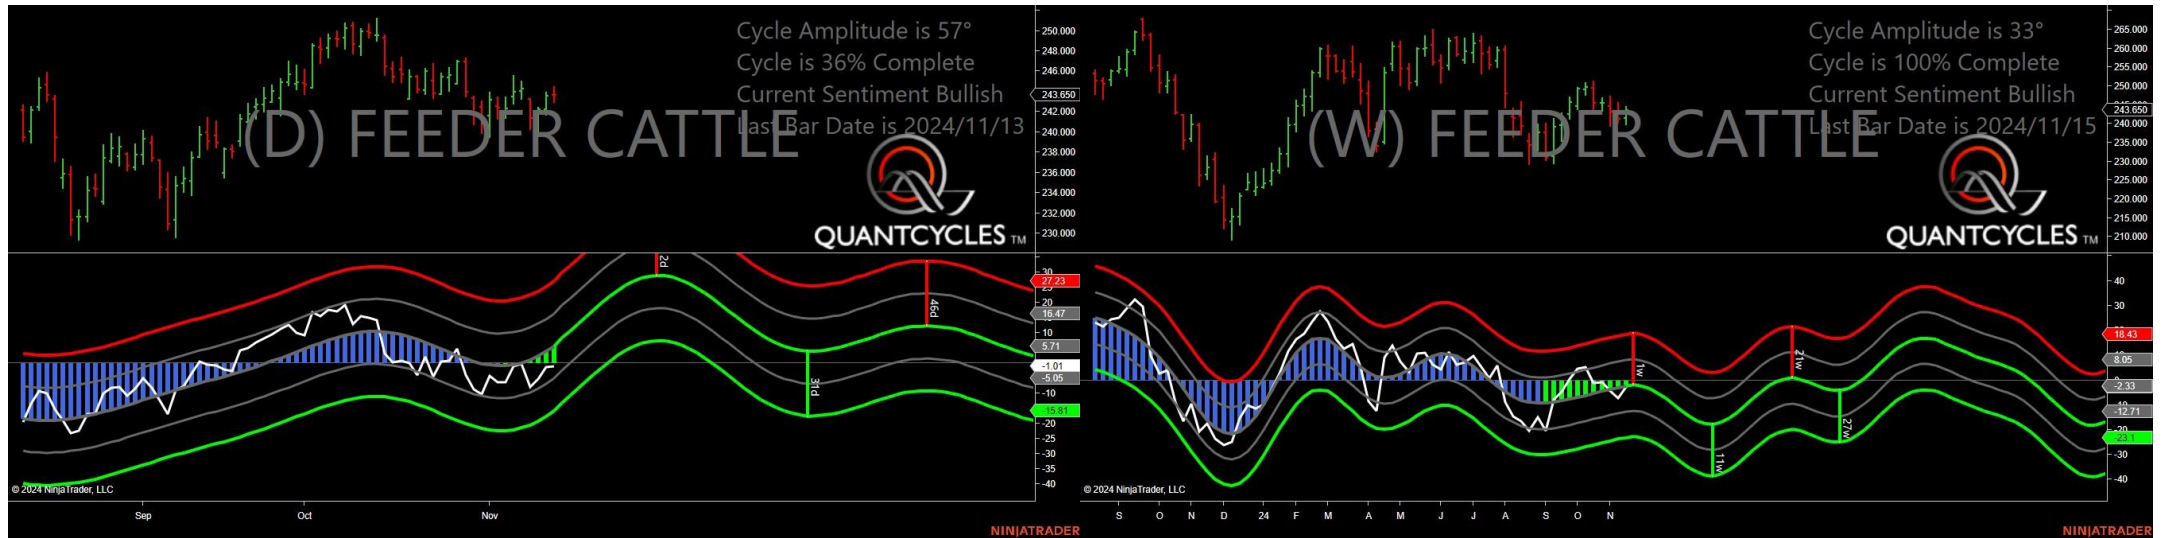 Cycle Amplitude is 57°
Cycle is 36% Complete
Current Sentiment Bullish
Last Bar Date is 2024/11/13
(D) FEEDER CATTLE
QUANTCYCLES TM
250.000
248.000
246.000
243.650
242.000
240.000
238.000
236.000
234.000
232.000
230.000
2d
31d
46d
30
27.23
20
16.47
10
5.71
-1.01
-5.05
-10
-15.81
-20
-25
-30
-35
-40
© 2024 NinjaTrader, LLC
Sep
Oct
Nov
NINJATRADER
Cycle Amplitude is 33°
Cycle is 100% Complete
Current Sentiment Bullish
Last Bar Date is 2024/11/15
(W) FEEDER CATTLE
QUANTCYCLES TM
265.000
260.000
255.000
250.000
243.650
240.000
235.000
230.000
225.000
220.000
215.000
210.000
1w
11w
21w
27w
40
30
18.43
8.05
-2.33
-12.71
-23.1
-30
-40
© 2024 NinjaTrader, LLC
S O N D 24 F M A M J J A S O N
NINJATRADER